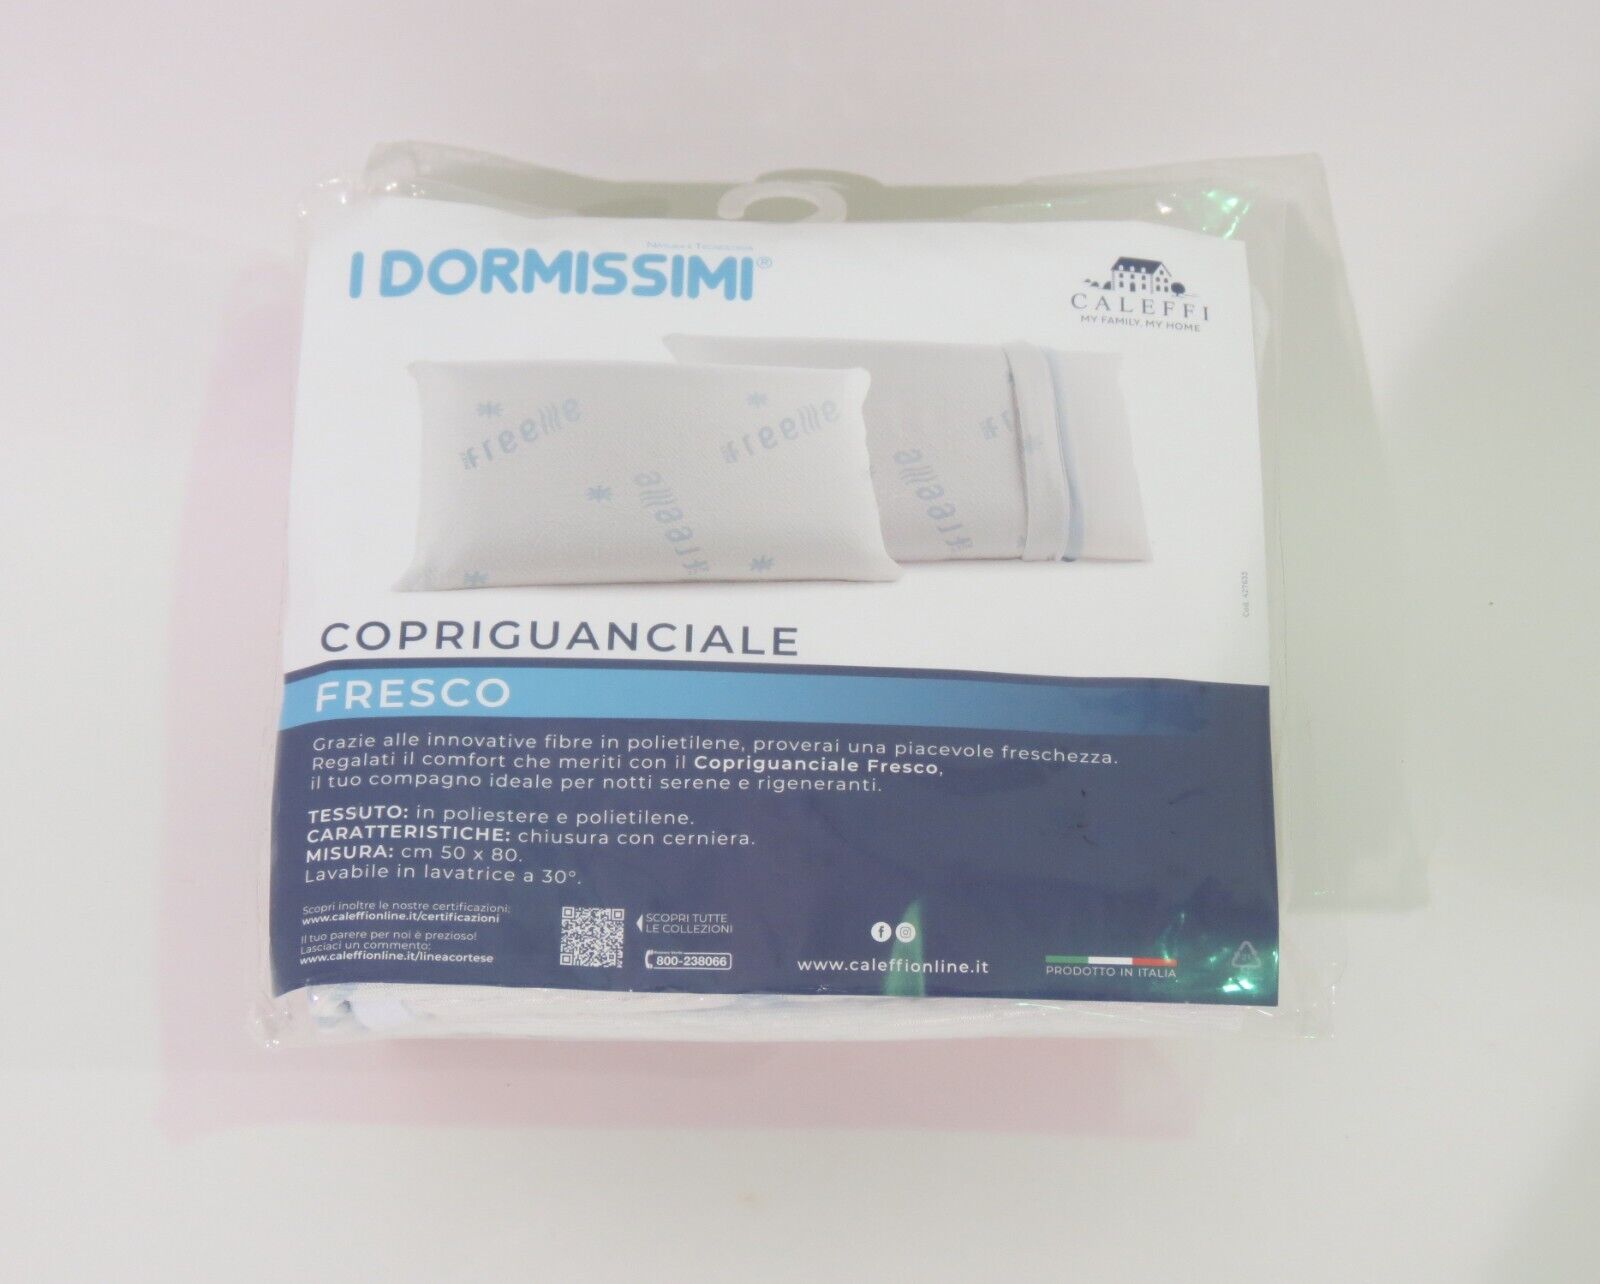 NATURA E TECNOLOGIA
I DORMISSIMI®
CALEFFI
MY FAMILY, MY HOME
Cod. 427633
COPRIGUANCIALE
FRESCO
Grazie alle innovative fibre in polietilene, proverai una piacevole freschezza.
Regalati il comfort che meriti con il Copriguanciale Fresco,
il tuo compagno ideale per notti serene e rigeneranti.
TESSUTO: in poliestere e polietilene.
CARATTERISTICHE: chiusura con cerniera.
MISURA: cm 50 x 80.
Lavabile in lavatrice a 30°.
Scopri inoltre le nostre certificazioni:
www.caleffionline.it/certificazioni
Il tuo parere per noi è prezioso!
Lasciaci un commento:
www.caleffionline.it/lineacortese
SCOPRI TUTTE
LE COLLEZIONI
800-238066
www.caleffionline.it
PRODOTTO IN ITALIA